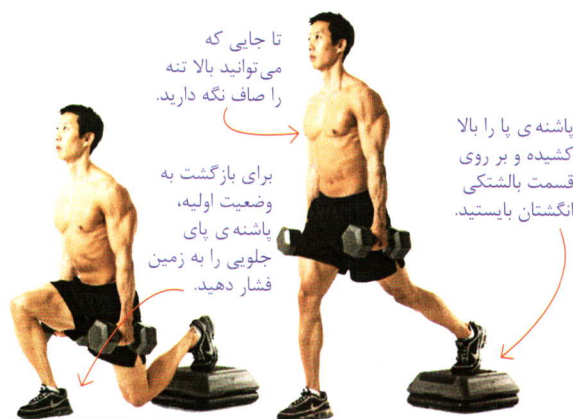 تا جایی که
می‌توانید بالا تنه
را صاف نگه دارید.
پاشنه ی پا را بالا
کشیده و بر روی
قسمت بالشتکی
انگشتان بایستید.
برای بازگشت به
وضعیت اولیه،
پاشنه ی پای
جلویی را به زمین
فشار دهید.